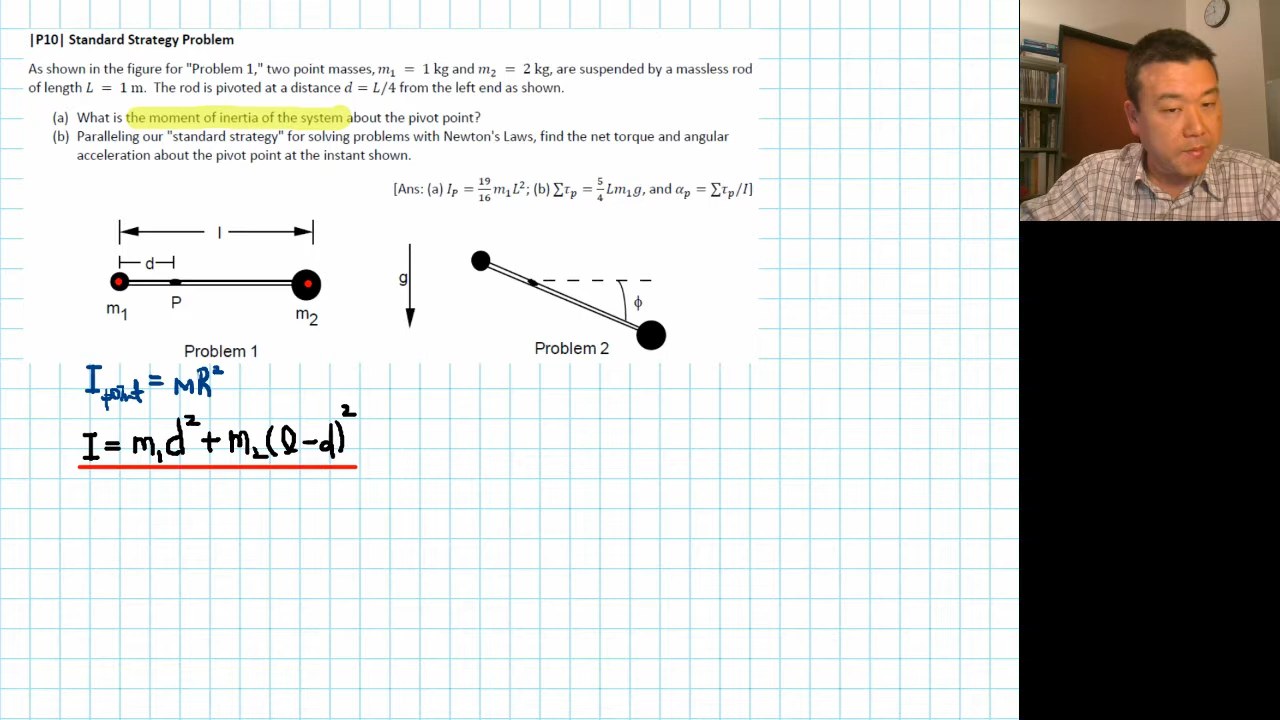 |P10| Standard Strategy Problem
As shown in the figure for "Problem 1," two point masses, m₁ = 1 kg and m₂ = 2 kg, are suspended by a massless rod
of length L = 1 m. The rod is pivoted at a distance d = L/4 from the left end as shown.
(a) What is the moment of inertia of the system about the pivot point?
(b) Paralleling our "standard strategy" for solving problems with Newton's Laws, find the net torque and angular
acceleration about the pivot point at the instant shown.
[Ans: (a) I_P = 19/16 m₁L²; (b) ∑τ_p = 5/4 Lm₁g, and α_p = ∑τ_p/I]
l
d
g
ϕ
m₁ P m₂
Problem 1
Problem 2
I_point = MR²
I = m₁d² + m₂(l-d)²